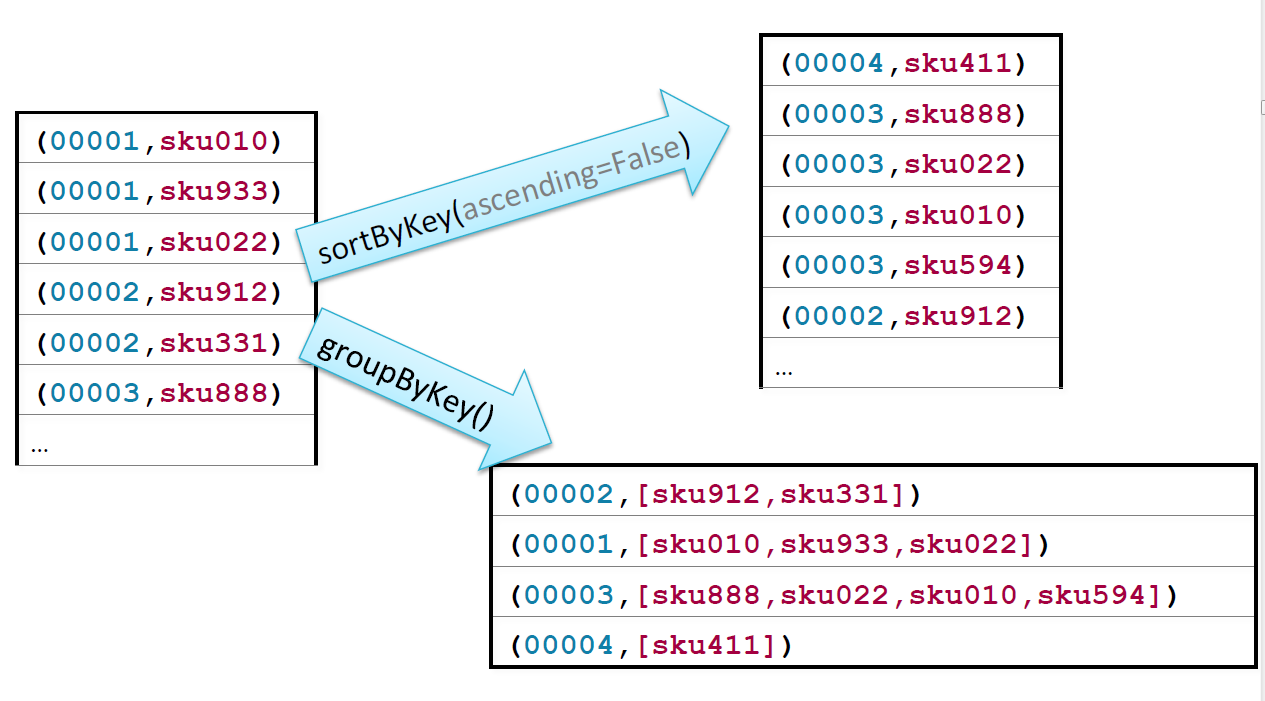 (00001,sku010)
(00001,sku933)
(00001,sku022)
(00002,sku912)
(00002,sku331)
(00003,sku888)
...
sortByKey(ascending=False)
(00004,sku411)
(00003,sku888)
(00003,sku022)
(00003,sku010)
(00003,sku594)
(00002,sku912)
...
groupByKey()
(00002,[sku912,sku331])
(00001,[sku010,sku933,sku022])
(00003,[sku888,sku022,sku010,sku594])
(00004,[sku411])